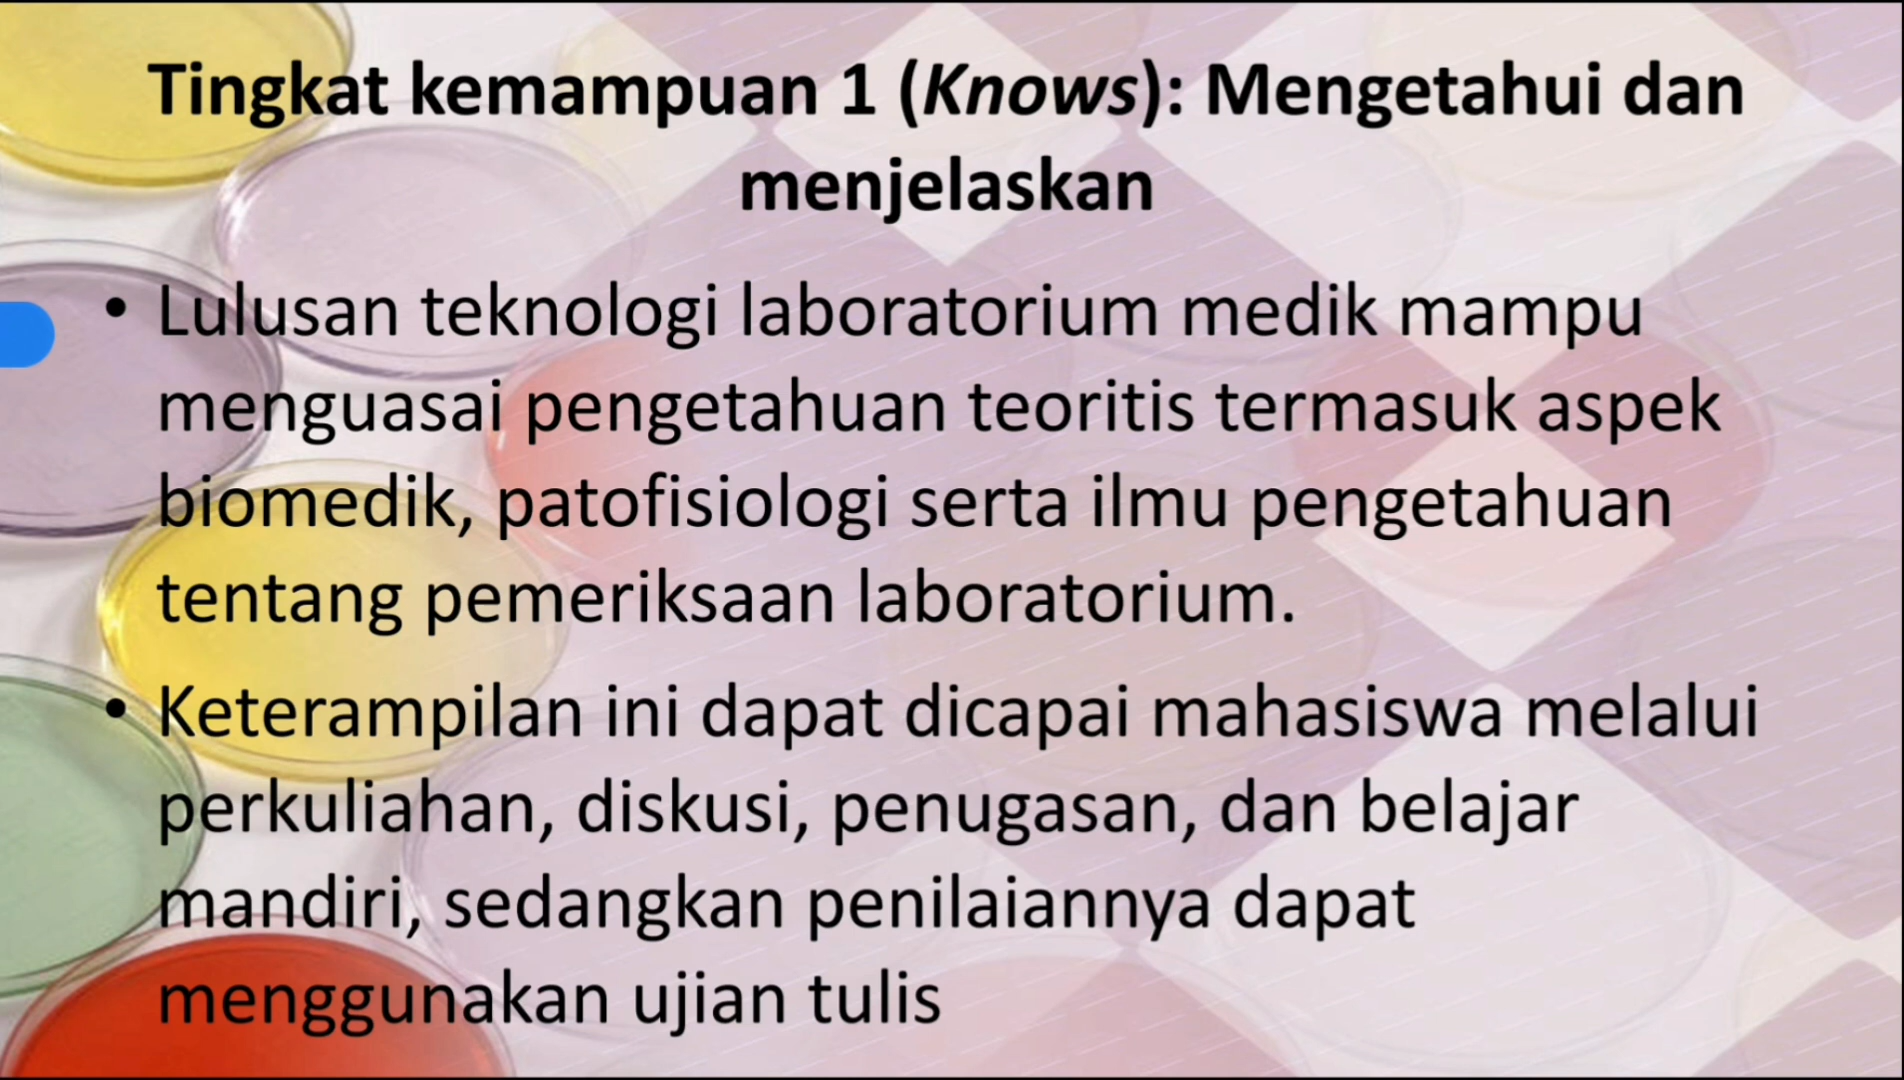 Tingkat kemampuan 1 (Knows): Mengetahui dan
menjelaskan
• Lulusan teknologi laboratorium medik mampu
menguasai pengetahuan teoritis termasuk aspek
biomedik, patofisiologi serta ilmu pengetahuan
tentang pemeriksaan laboratorium.
• Keterampilan ini dapat dicapai mahasiswa melalui
perkuliahan, diskusi, penugasan, dan belajar
mandiri, sedangkan penilaiannya dapat
menggunakan ujian tulis